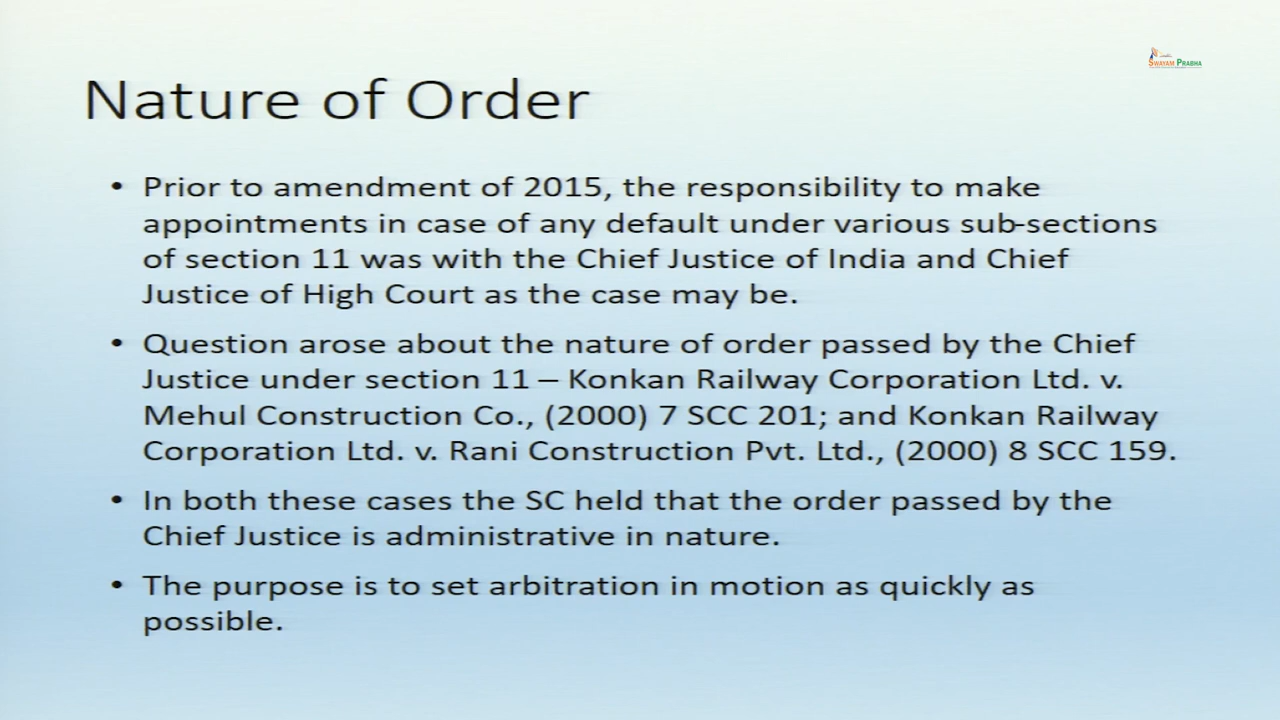 SWAYAM PRABHA
Nature of Order
• Prior to amendment of 2015, the responsibility to make
appointments in case of any default under various sub-sections
of section 11 was with the Chief Justice of India and Chief
Justice of High Court as the case may be.
• Question arose about the nature of order passed by the Chief
Justice under section 11 – Konkan Railway Corporation Ltd. v.
Mehul Construction Co., (2000) 7 SCC 201; and Konkan Railway
Corporation Ltd. v. Rani Construction Pvt. Ltd., (2000) 8 SCC 159.
• In both these cases the SC held that the order passed by the
Chief Justice is administrative in nature.
• The purpose is to set arbitration in motion as quickly as
possible.